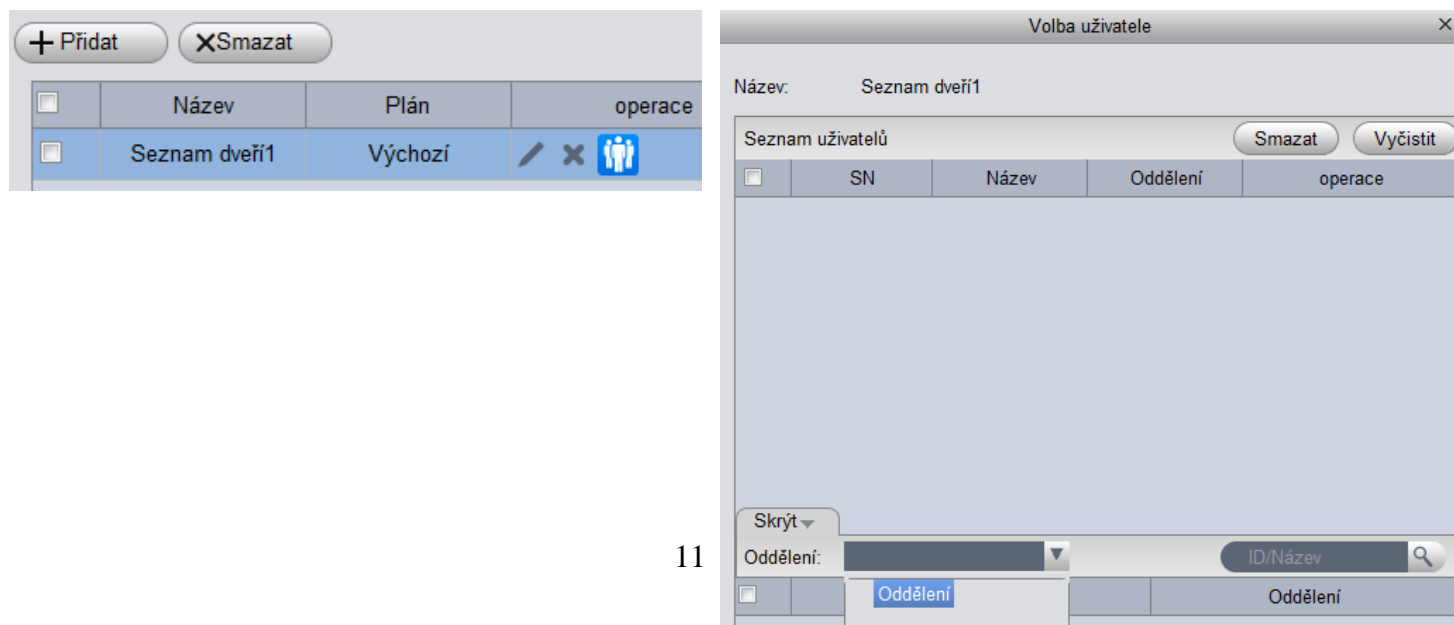 Přidat Smazat
Název Plán operace
Seznam dveří1 Výchozí
11
Volba uživatele
Název: Seznam dveří1
Seznam uživatelů Smazat Vyčistit
SN Název Oddělení operace
Skrýt
Oddělení: ID/Název
Oddělení
Oddělení